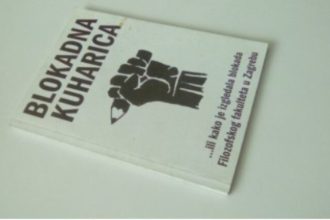 BLOKADNA
KUHARICA
...ili kako je izgledala blokada
Filozofskog fakulteta u Zagrebu